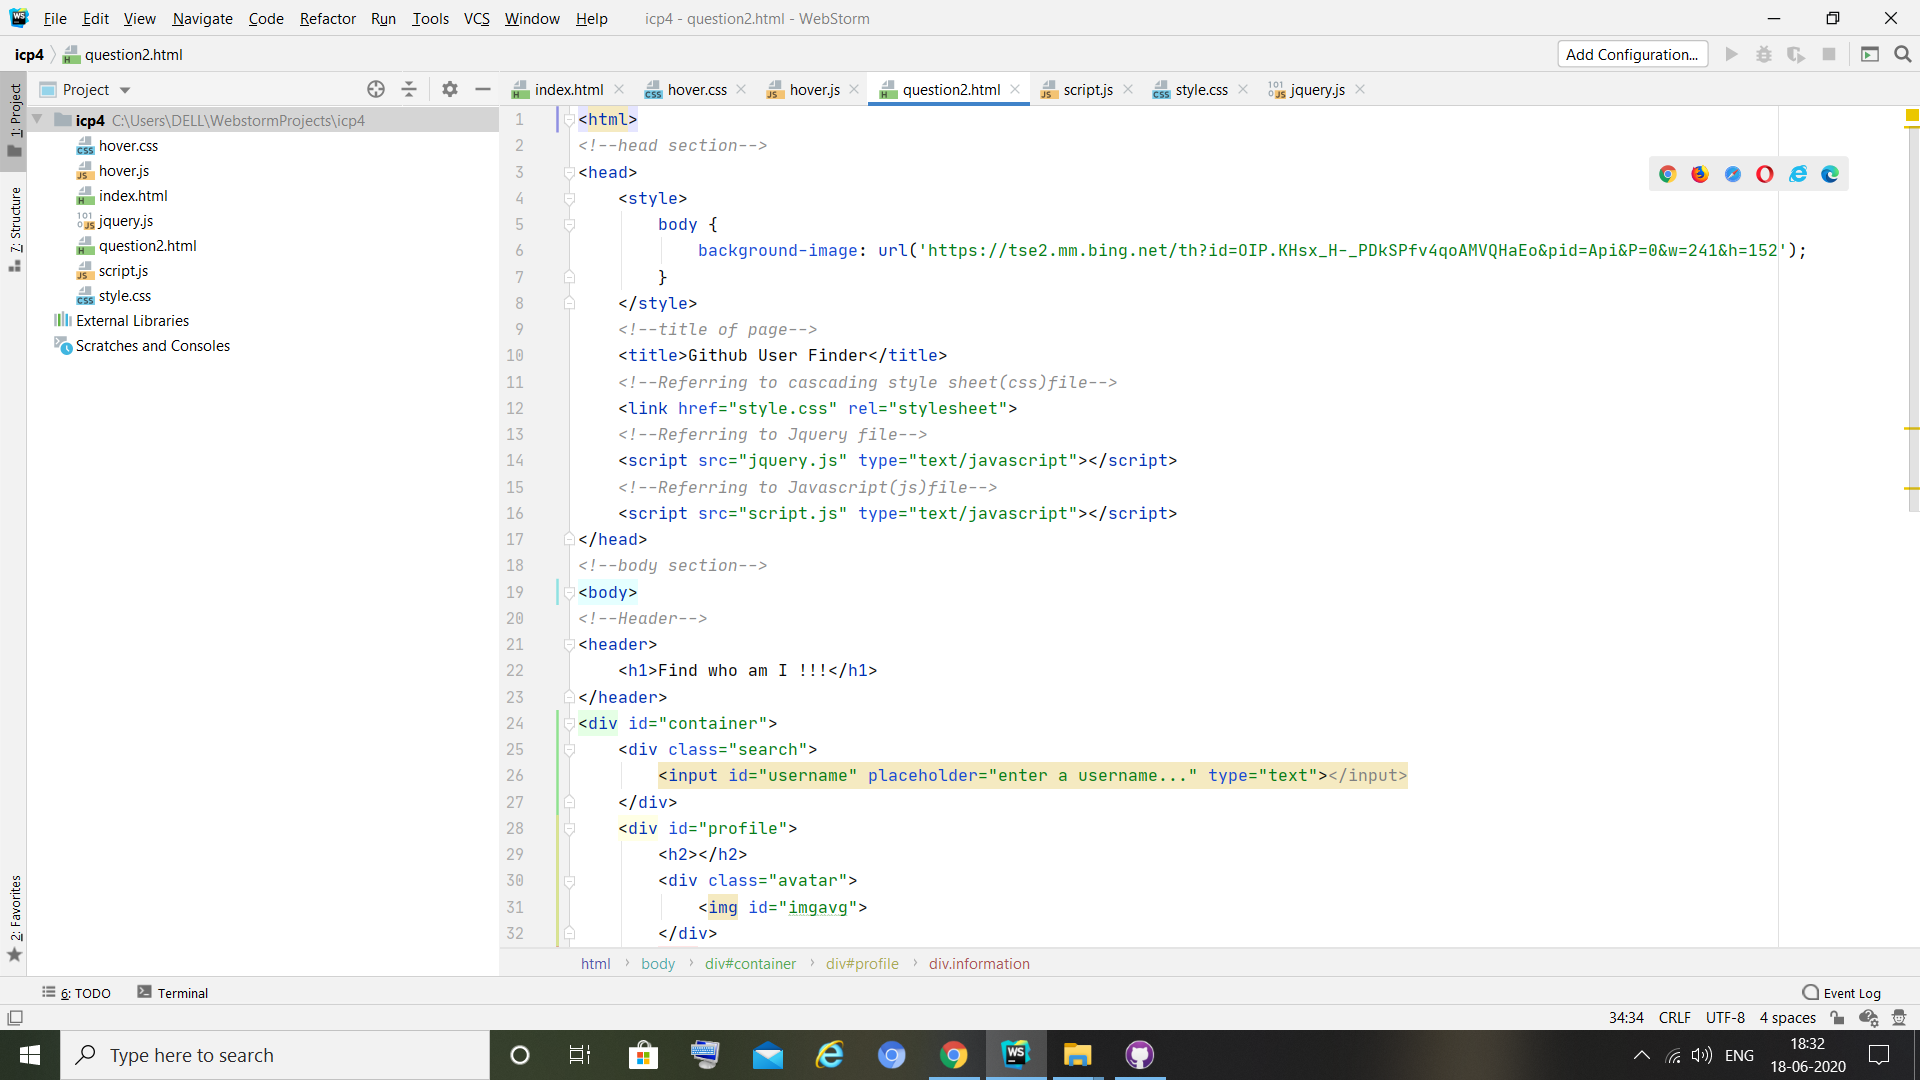 File Edit View Navigate Code Refactor Run Tools VCS Window Help icp4 - question2.html - WebStorm
icp4 question2.html Add Configuration...
1: Project
7: Structure
2: Favorites
Project
icp4 C:\Users\DELL\WebstormProjects\icp4
hover.css
hover.js
index.html
jquery.js
question2.html
script.js
style.css
External Libraries
Scratches and Consoles
index.html hover.css hover.js question2.html script.js style.css jquery.js
1 <html>
2 <!--head section-->
3 <head>
4 <style>
5 body {
6 background-image: url('https://tse2.mm.bing.net/th?id=OIP.KHsx_H-_PDkSPfv4qoAMVQHaEo&pid=Api&P=0&w=241&h=152');
7 }
8 </style>
9 <!--title of page-->
10 <title>Github User Finder</title>
11 <!--Referring to cascading style sheet(css)file-->
12 <link href="style.css" rel="stylesheet">
13 <!--Referring to Jquery file-->
14 <script src="jquery.js" type="text/javascript"></script>
15 <!--Referring to Javascript(js)file-->
16 <script src="script.js" type="text/javascript"></script>
17 </head>
18 <!--body section-->
19 <body>
20 <!--Header-->
21 <header>
22 <h1>Find who am I !!!</h1>
23 </header>
24 <div id="container">
25 <div class="search">
26 <input id="username" placeholder="enter a username..." type="text"></input>
27 </div>
28 <div id="profile">
29 <h2></h2>
30 <div class="avatar">
31 <img id="imgavg">
32 </div>
html body div#container div#profile div.information
6: TODO Terminal Event Log
34:34 CRLF UTF-8 4 spaces
Type here to search
ENG
18:32
18-06-2020